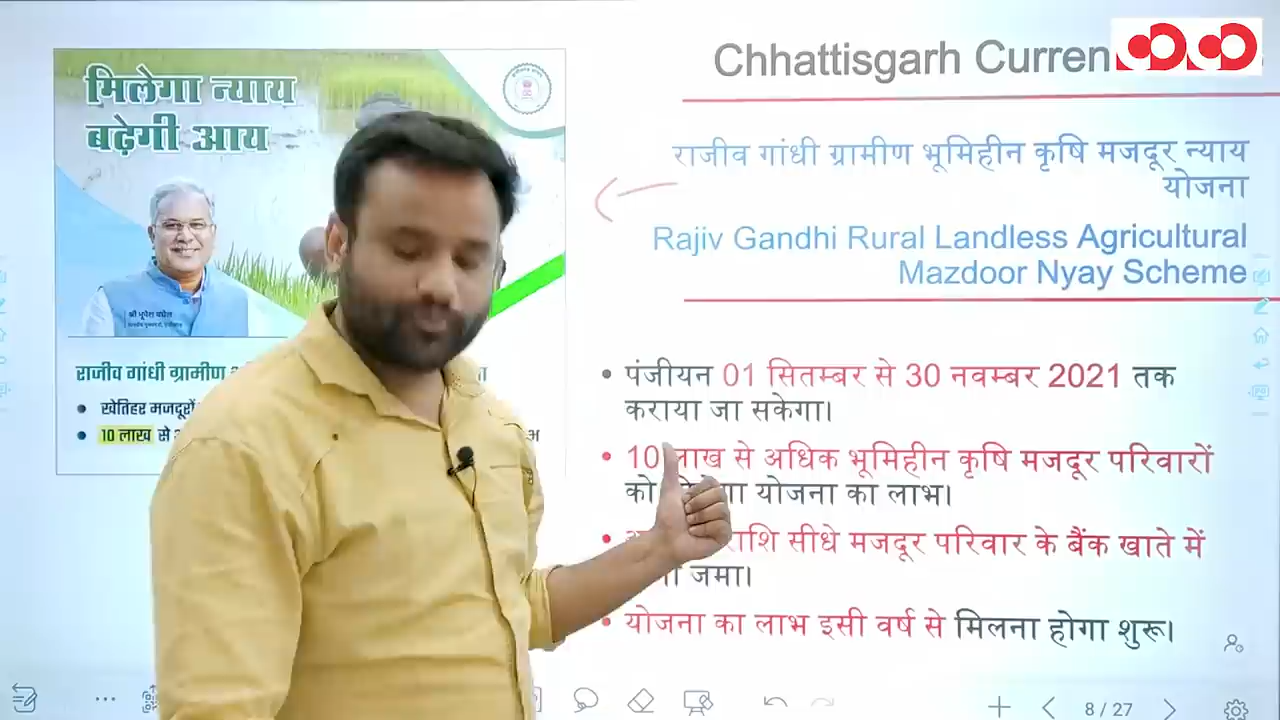 मिलेगा न्याय
बढ़ेगी आय
श्री भूपेश बघेल
राजीव गांधी ग्रामीण
खेतिहर मजदूरों
10 लाख से
Chhattisgarh
राजीव गांधी ग्रामीण भूमिहीन कृषि मजदूर न्याय
योजना
Rajiv Gandhi Rural Landless Agricultural
Mazdoor Nyay Scheme
पंजीयन 01 सितम्बर से 30 नवम्बर 2021 तक
कराया जा सकेगा।
10 लाख से अधिक भूमिहीन कृषि मजदूर परिवारों
को योजना का लाभ।
सीधे मजदूर परिवार के बैंक खाते में
जमा।
योजना का लाभ इसी वर्ष से मिलना होगा शुरू।
8 / 27